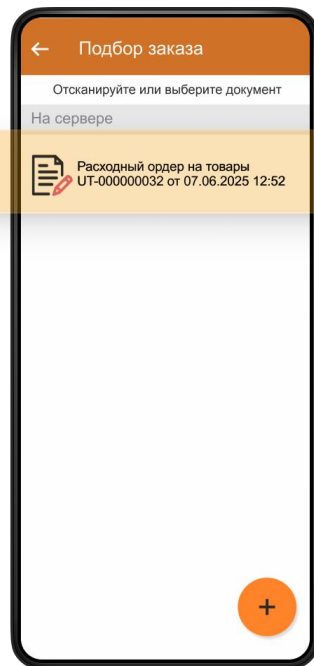 Подбор заказа
Отсканируйте или выберите документ
На сервере
Расходный ордер на товары
UT-000000032 от 07.06.2025 12:52